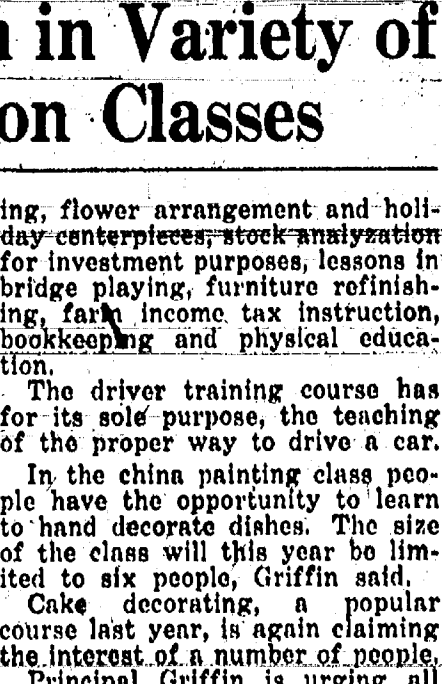 in Variety of
on Classes
ing, flower arrangement and holi-
day centerpieces, stock analyzation
for investment purposes, lessons in
bridge playing, furniture refinish-
ing, farm income tax instruction,
bookkeeping and physical educa-
tion.
The driver training course has
for its sole purpose, the teaching
of the proper way to drive a car.
In the china painting class peo-
ple have the opportunity to learn
to hand decorate dishes. The size
of the class will this year be lim-
ited to six people, Griffin said.
Cake decorating, a popular
course last year, is again claiming
the interest of a number of people,
Principal Griffin is urging all